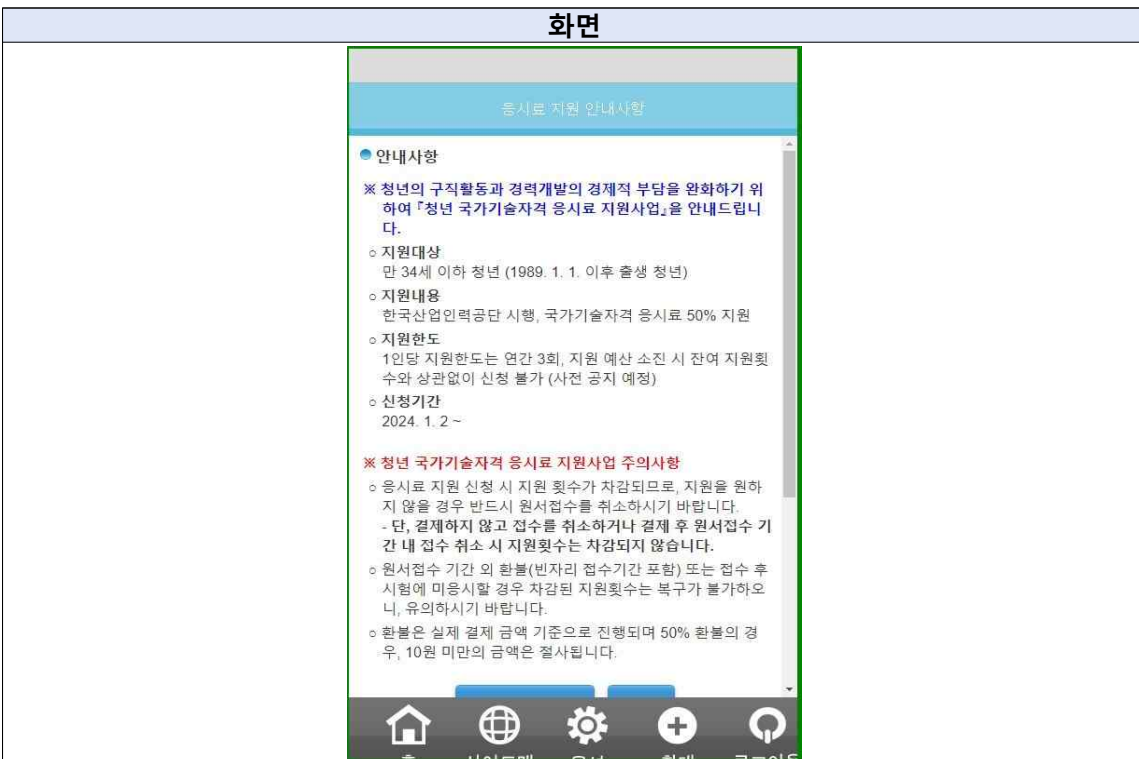 화면
응시료 지원 안내사항
안내사항
※ 청년의 구직활동과 경력개발의 경제적 부담을 완화하기 위
하여 『청년 국가기술자격 응시료 지원사업』을 안내드립니
다.
○ 지원대상
만 34세 이하 청년 (1989. 1. 1. 이후 출생 청년)
○ 지원내용
한국산업인력공단 시행, 국가기술자격 응시료 50% 지원
○ 지원한도
1인당 지원한도는 연간 3회, 지원 예산 소진 시 잔여 지원횟
수와 상관없이 신청 불가 (사전 공지 예정)
○ 신청기간
2024. 1. 2 ~
※ 청년 국가기술자격 응시료 지원사업 주의사항
○ 응시료 지원 신청 시 지원 횟수가 차감되므로, 지원을 원하
지 않을 경우 반드시 원서접수를 취소하시기 바랍니다.
- 단, 결제하지 않고 접수를 취소하거나 결제 후 원서접수 기
간 내 접수 취소 시 지원횟수는 차감되지 않습니다.
○ 원서접수 기간 외 환불(빈자리 접수기간 포함) 또는 접수 후
시험에 미응시할 경우 차감된 지원횟수는 복구가 불가하오
니, 유의하시기 바랍니다.
○ 환불은 실제 결제 금액 기준으로 진행되며 50% 환불의 경
우, 10원 미만의 금액은 절사됩니다.